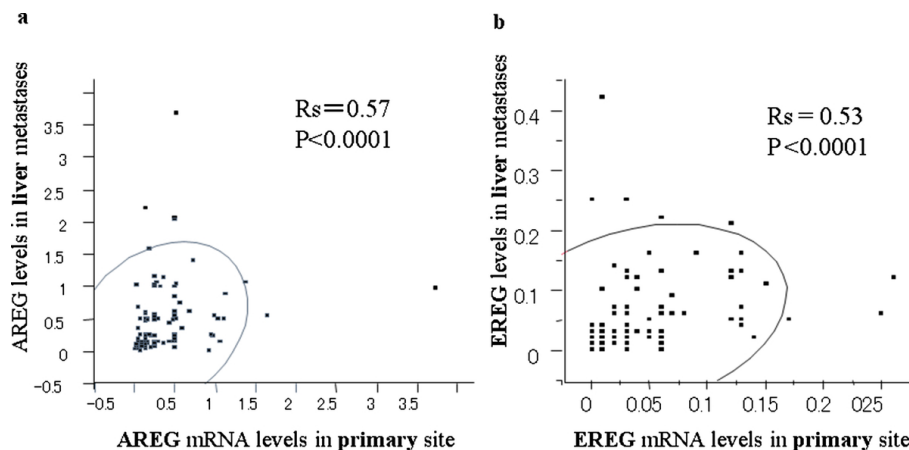 a
AREG levels in liver metastases
3.5
3
2.5
2
1.5
1
0.5
0
-0.5
Rs=0.57
P<0.0001
-0.5 0.5 1 1.5 2 2.5 3 3.5
AREG mRNA levels in primary site
b
EREG levels in liver metastases
0.4
0.3
0.2
0.1
0
Rs = 0.53
P<0.0001
0 0.05 0.1 0.15 0.2 025
EREG mRNA levels in primary site